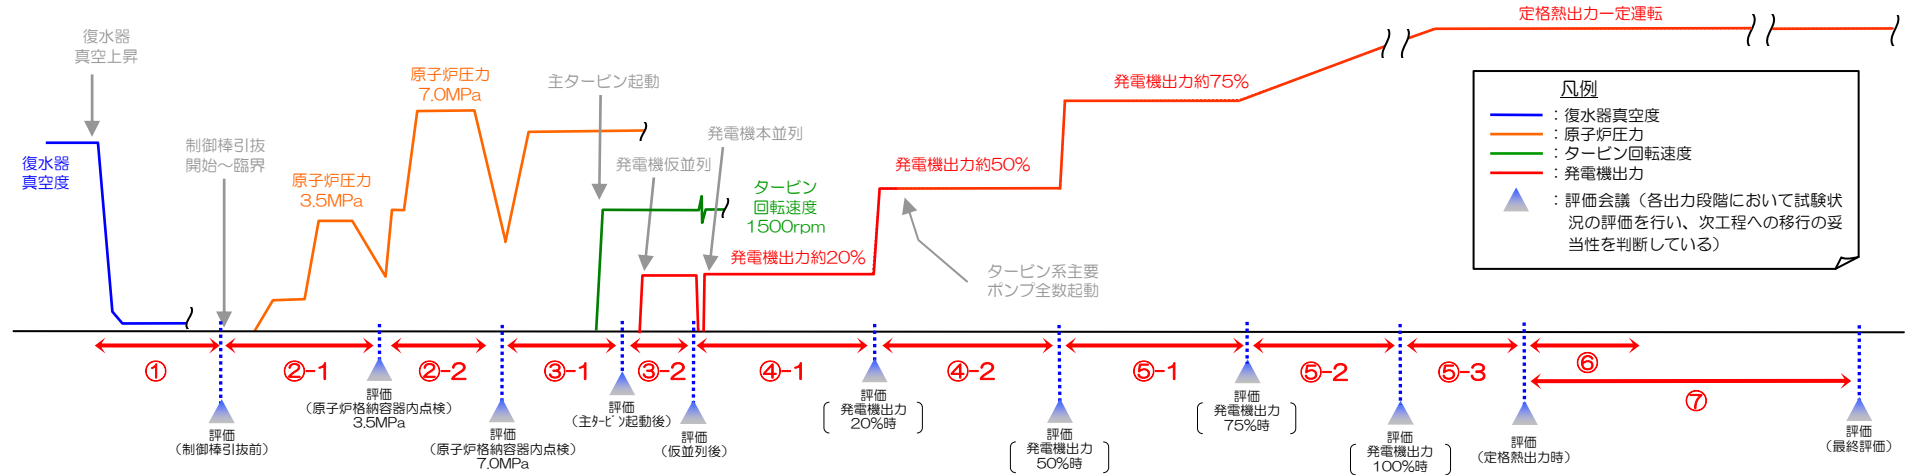 復水器
真空上昇
復水器
真空度
制御棒引抜
開始～臨界
原子炉圧力
3.5MPa
原子炉圧力
7.0MPa
主タービン起動
発電機仮並列
発電機本並列
タービン
回転速度
1500rpm
発電機出力約20%
発電機出力約50%
タービン系主要
ポンプ全数起動
発電機出力約75%
定格熱出力一定運転
凡例
：復水器真空度
：原子炉圧力
：タービン回転速度
：発電機出力
：評価会議（各出力段階において試験状
況の評価を行い、次工程への移行の妥
当性を判断している）
①
②-1
②-2
③-1
③-2
④-1
④-2
⑤-1
⑤-2
⑤-3
⑥
⑦
評価
（制御棒引抜前）
評価
（原子炉格納容器内点検）
3.5MPa
評価
（原子炉格納容器内点検）
7.0MPa
評価
（主ﾀｰﾋﾞﾝ起動後）
評価
（仮並列後）
評価
発電機出力
20%時
評価
発電機出力
50%時
評価
発電機出力
75%時
評価
発電機出力
100%時
評価
（定格熱出力時）
評価
（最終評価）